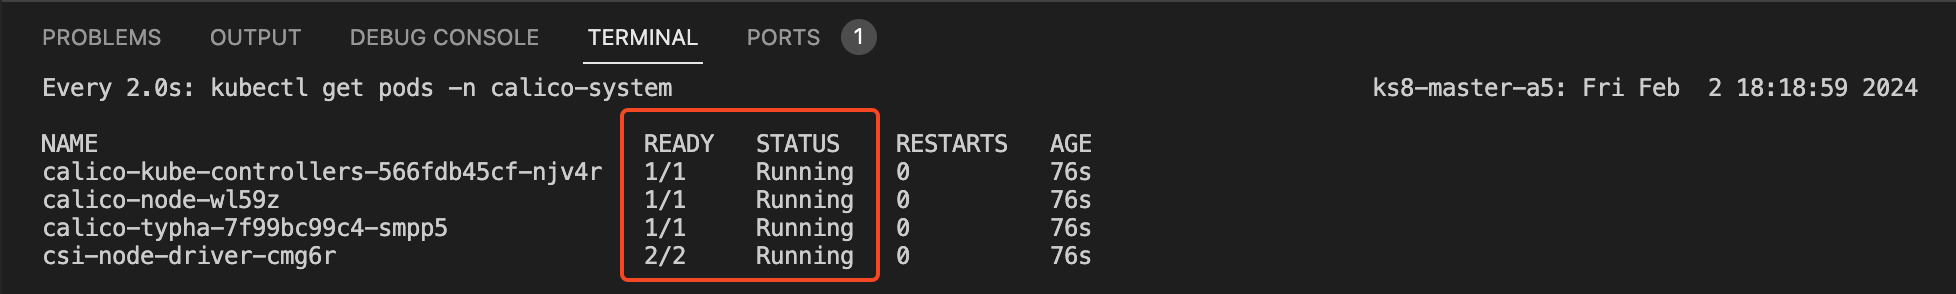 PROBLEMS OUTPUT DEBUG CONSOLE TERMINAL PORTS 1
Every 2.0s: kubectl get pods -n calico-system ks8-master-a5: Fri Feb  2 18:18:59 2024
NAME READY STATUS RESTARTS AGE
calico-kube-controllers-566fdb45cf-njv4r 1/1 Running 0 76s
calico-node-wl59z 1/1 Running 0 76s
calico-typha-7f99bc99c4-smpp5 1/1 Running 0 76s
csi-node-driver-cmg6r 2/2 Running 0 76s